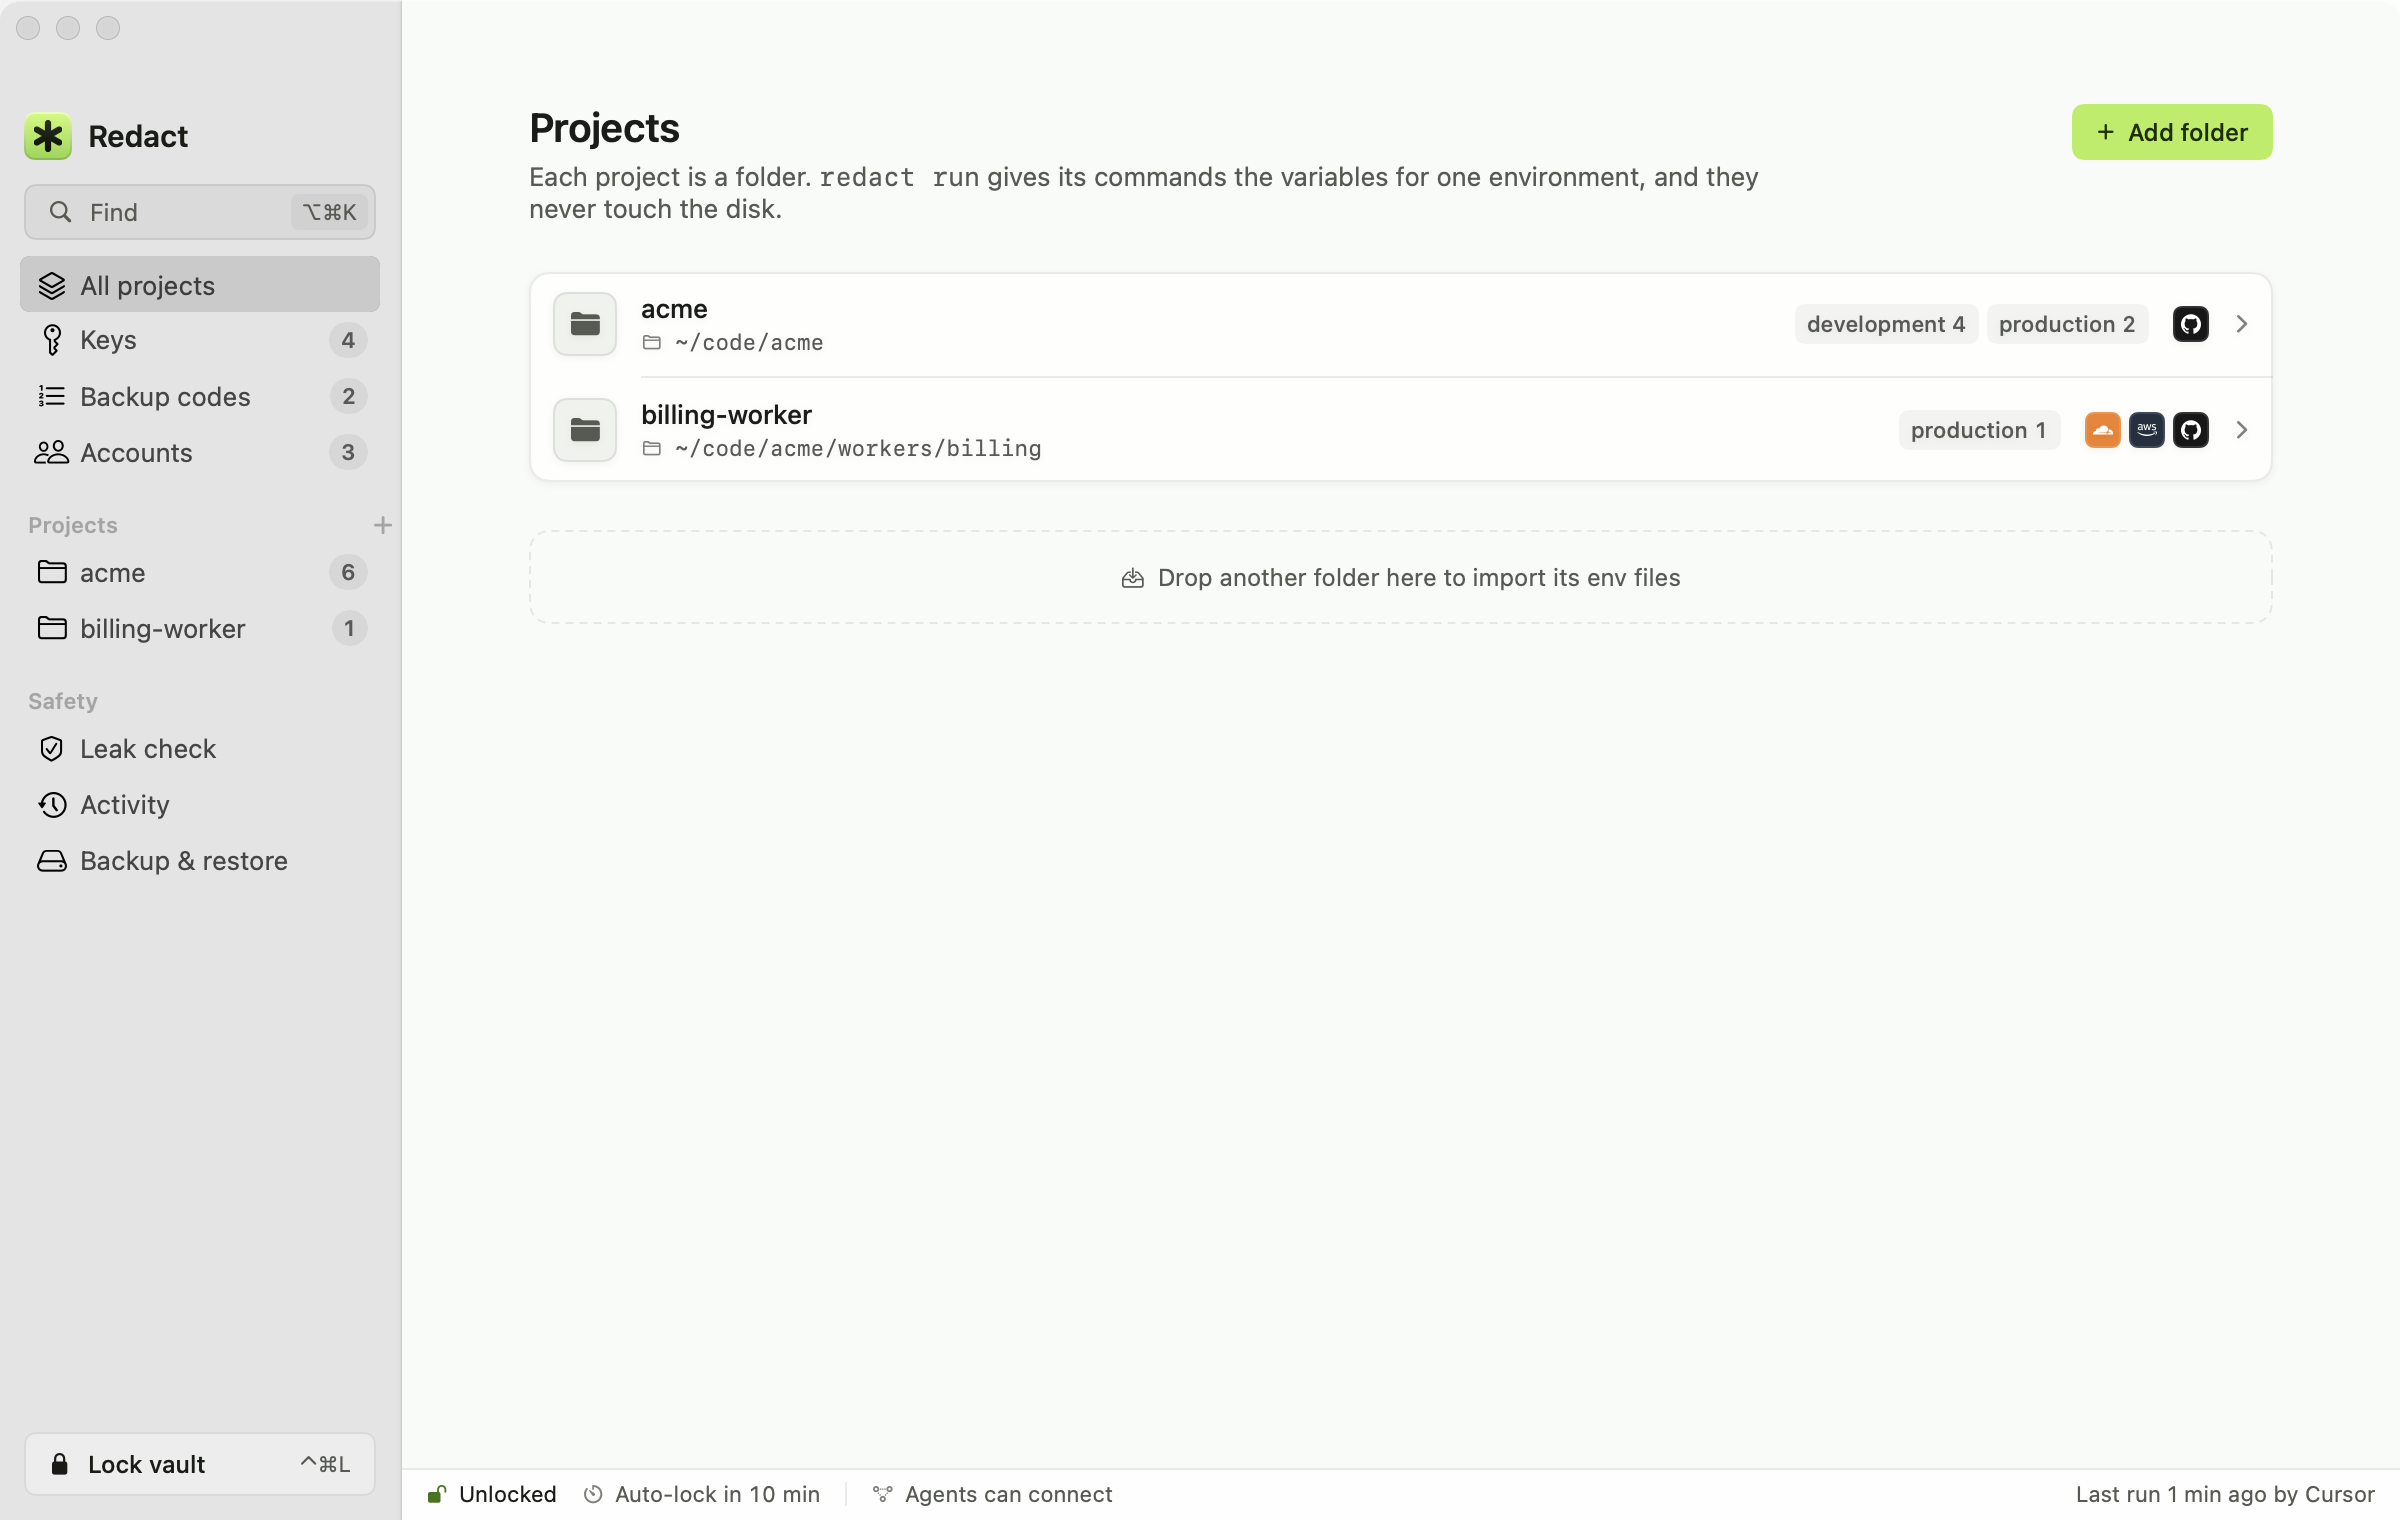 Redact
Find ⌥⌘K
All projects
Keys 4
Backup codes 2
Accounts 3
Projects +
acme 6
billing-worker 1
Safety
Leak check
Activity
Backup & restore
Lock vault ^⌘L
Projects
+ Add folder
Each project is a folder. redact run gives its commands the variables for one environment, and they
never touch the disk.
acme
~/code/acme
development 4 production 2
billing-worker
~/code/acme/workers/billing
production 1
aws
Drop another folder here to import its env files
Unlocked Auto-lock in 10 min Agents can connect Last run 1 min ago by Cursor